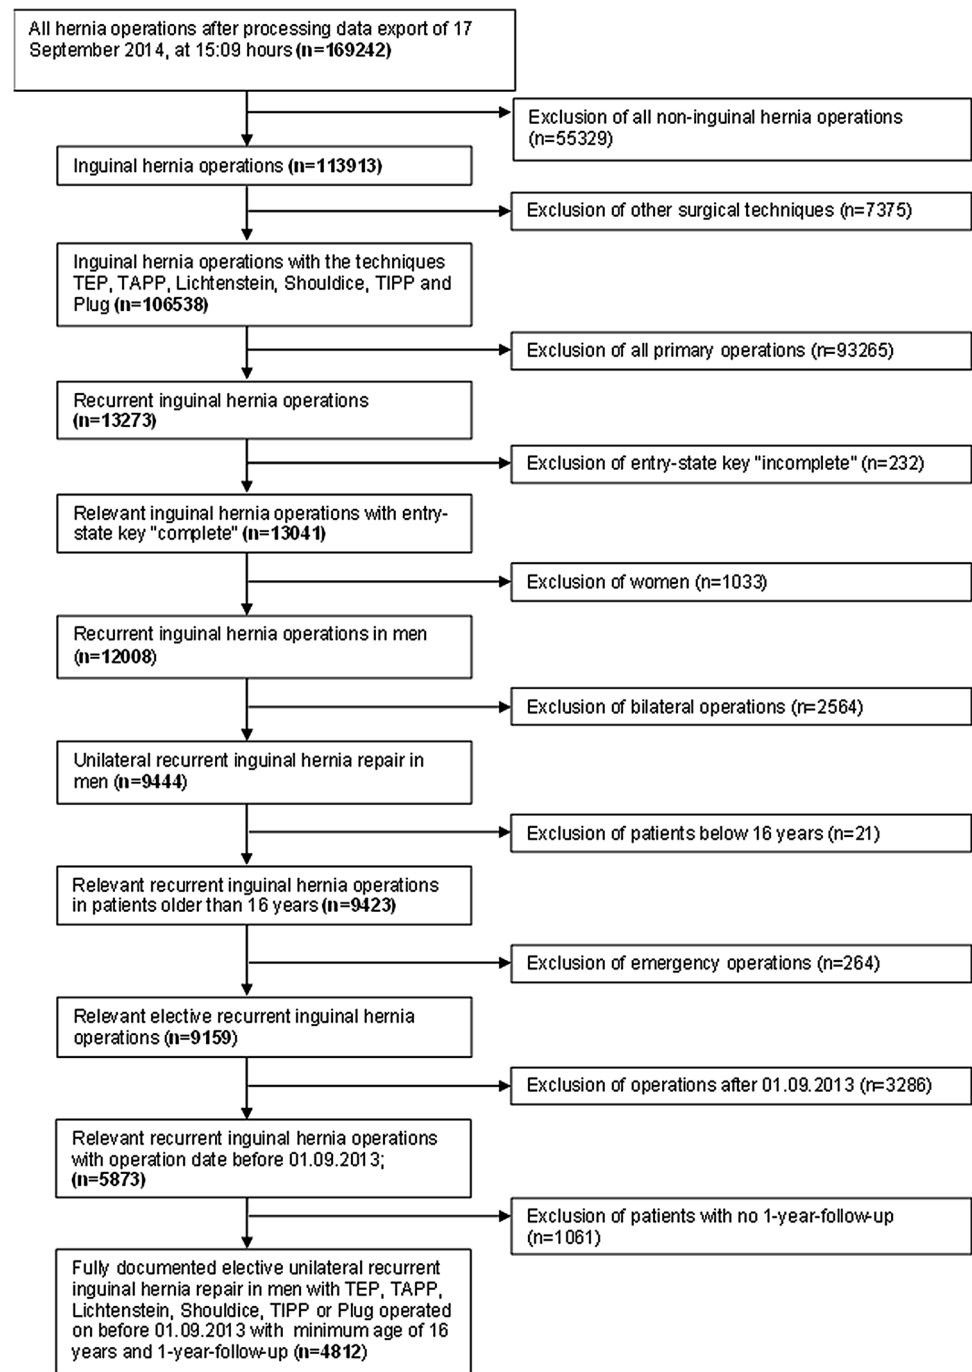 All hernia operations after processing data export of 17
September 2014, at 15:09 hours (n=169242)
Exclusion of all non-inguinal hernia operations
(n=55329)
Inguinal hernia operations (n=113913)
Exclusion of other surgical techniques (n=7375)
Inguinal hernia operations with the techniques
TEP, TAPP, Lichtenstein, Shouldice, TIPP and
Plug (n=106538)
Exclusion of all primary operations (n=93265)
Recurrent inguinal hernia operations
(n=13273)
Exclusion of entry-state key "incomplete" (n=232)
Relevant inguinal hernia operations with entry-
state key "complete" (n=13041)
Exclusion of women (n=1033)
Recurrent inguinal hernia operations in men
(n=12008)
Exclusion of bilateral operations (n=2564)
Unilateral recurrent inguinal hernia repair in
men (n=9444)
Exclusion of patients below 16 years (n=21)
Relevant recurrent inguinal hernia operations
in patients older than 16 years (n=9423)
Exclusion of emergency operations (n=264)
Relevant elective recurrent inguinal hernia
operations (n=9159)
Exclusion of operations after 01.09.2013 (n=3286)
Relevant recurrent inguinal hernia operations
with operation date before 01.09.2013;
(n=5873)
Exclusion of patients with no 1-year-follow-up
(n=1061)
Fully documented elective unilateral recurrent
inguinal hernia repair in men with TEP, TAPP,
Lichtenstein, Shouldice, TIPP or Plug operated
on before 01.09.2013 with minimum age of 16
years and 1-year-follow-up (n=4812)